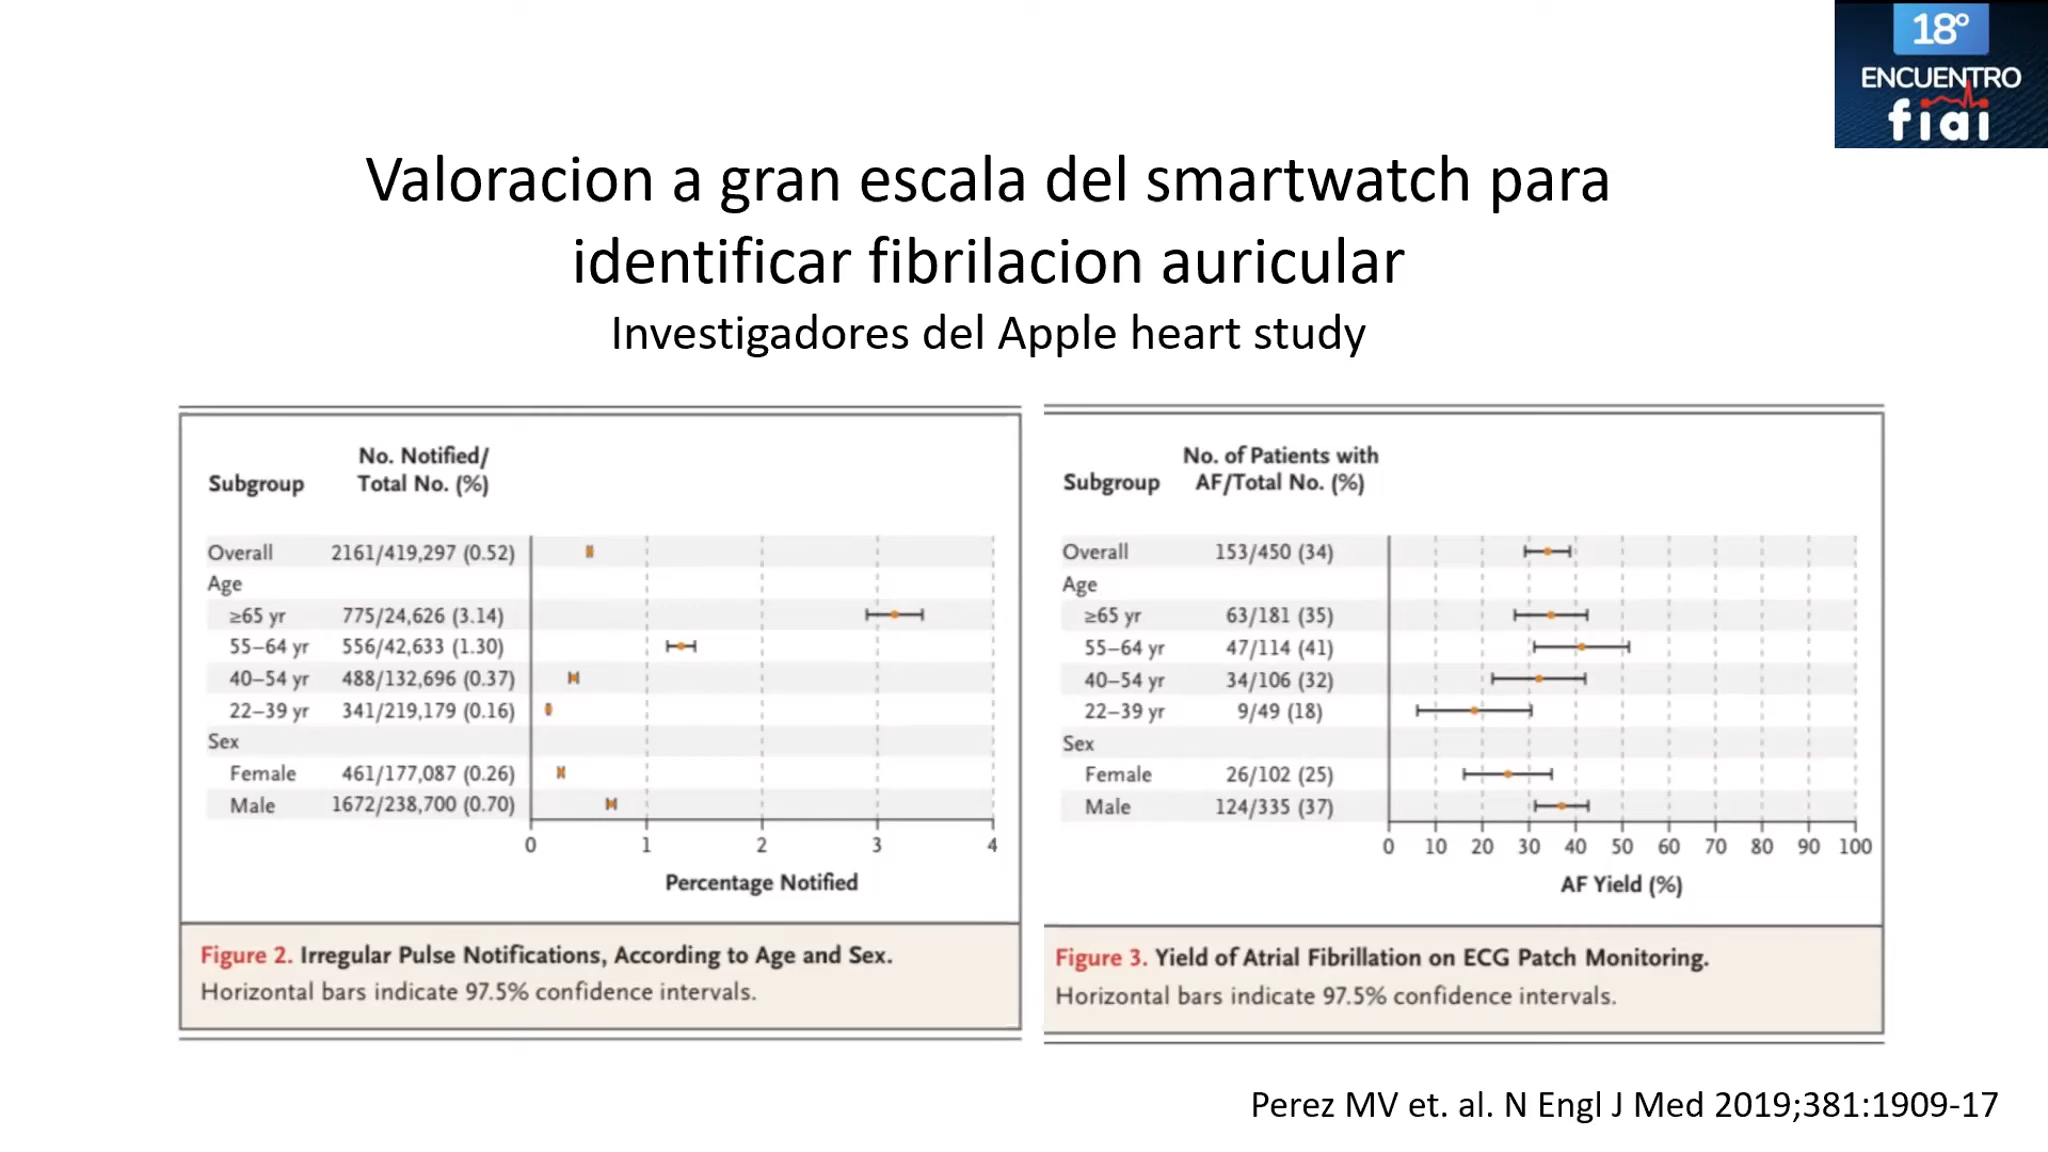 18º
ENCUENTRO
fiai
Valoracion a gran escala del smartwatch para
identificar fibrilacion auricular
Investigadores del Apple heart study
No. Notified/
Subgroup Total No. (%)
Overall 2161/419,297 (0.52)
Age
≥65 yr 775/24,626 (3.14)
55–64 yr 556/42,633 (1.30)
40–54 yr 488/132,696 (0.37)
22–39 yr 341/219,179 (0.16)
Sex
Female 461/177,087 (0.26)
Male 1672/238,700 (0.70)
0 1 2 3 4
Percentage Notified
Figure 2. Irregular Pulse Notifications, According to Age and Sex.
Horizontal bars indicate 97.5% confidence intervals.
No. of Patients with
Subgroup AF/Total No. (%)
Overall 153/450 (34)
Age
≥65 yr 63/181 (35)
55–64 yr 47/114 (41)
40–54 yr 34/106 (32)
22–39 yr 9/49 (18)
Sex
Female 26/102 (25)
Male 124/335 (37)
0 10 20 30 40 50 60 70 80 90 100
AF Yield (%)
Figure 3. Yield of Atrial Fibrillation on ECG Patch Monitoring.
Horizontal bars indicate 97.5% confidence intervals.
Perez MV et. al. N Engl J Med 2019;381:1909-17